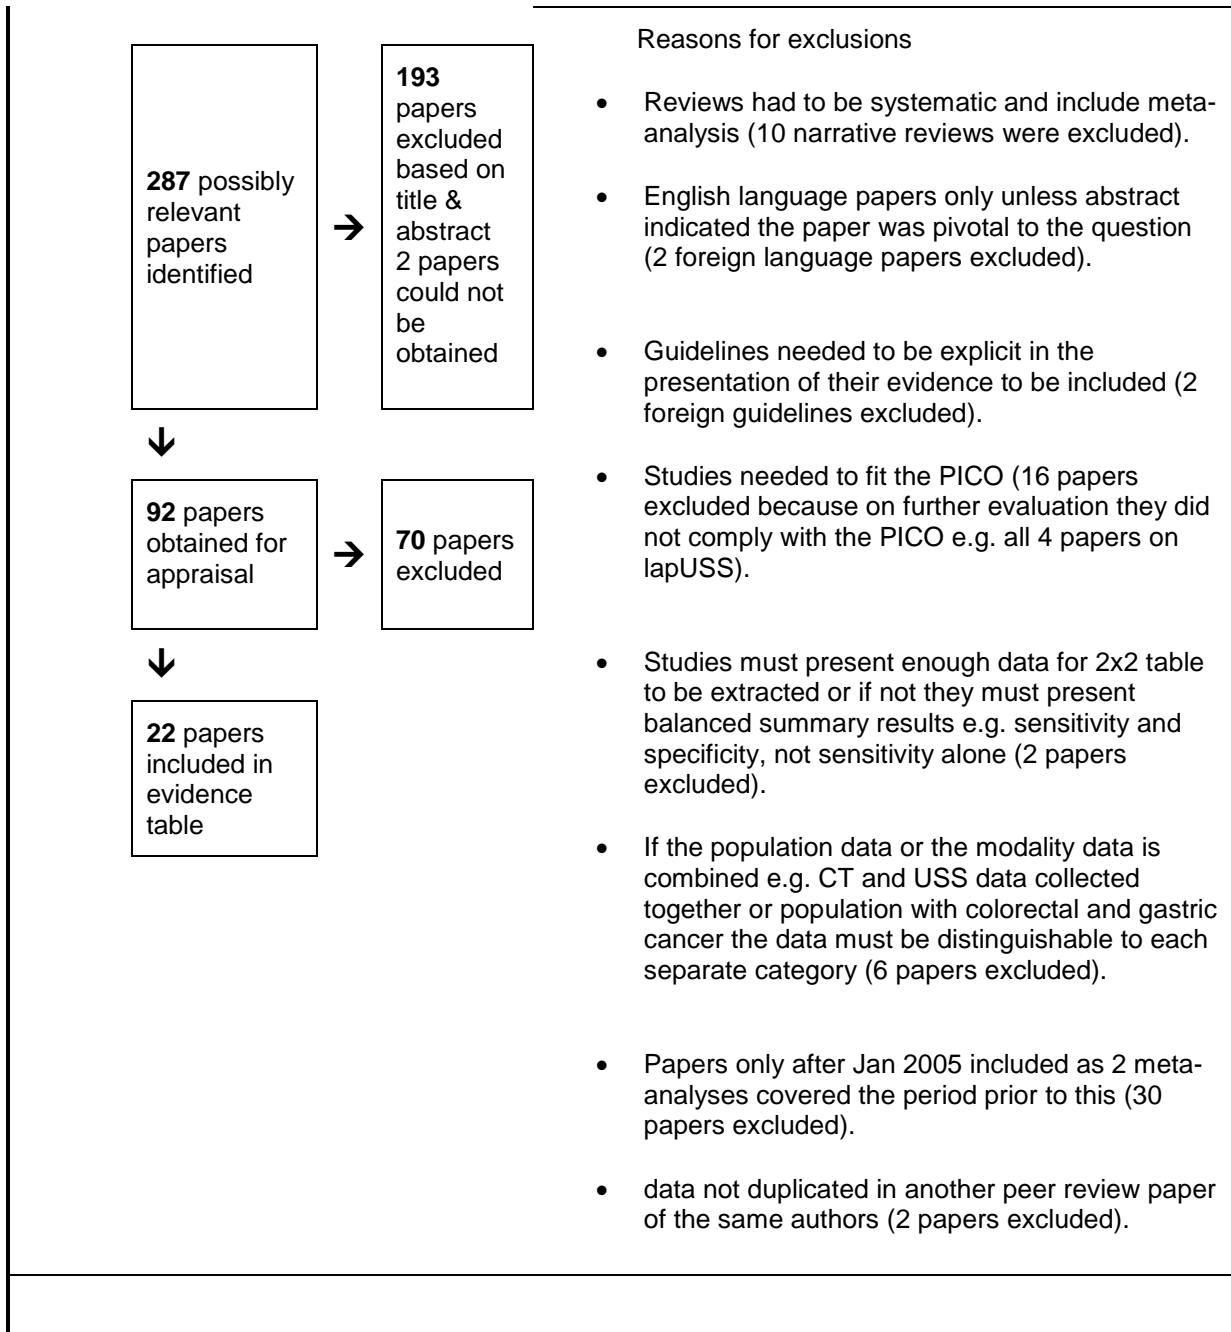 287 possibly
relevant
papers
identified
➔
193
papers
excluded
based on
title &
abstract
2 papers
could not
be
obtained
🡫
92 papers
obtained for
appraisal
➔
70 papers
excluded
🡫
22 papers
included in
evidence
table
Reasons for exclusions
• Reviews had to be systematic and include meta-
analysis (10 narrative reviews were excluded).
• English language papers only unless abstract
indicated the paper was pivotal to the question
(2 foreign language papers excluded).
• Guidelines needed to be explicit in the
presentation of their evidence to be included (2
foreign guidelines excluded).
• Studies needed to fit the PICO (16 papers
excluded because on further evaluation they did
not comply with the PICO e.g. all 4 papers on
lapUSS).
• Studies must present enough data for 2x2 table
to be extracted or if not they must present
balanced summary results e.g. sensitivity and
specificity, not sensitivity alone (2 papers
excluded).
• If the population data or the modality data is
combined e.g. CT and USS data collected
together or population with colorectal and gastric
cancer the data must be distinguishable to each
separate category (6 papers excluded).
• Papers only after Jan 2005 included as 2 meta-
analyses covered the period prior to this (30
papers excluded).
• data not duplicated in another peer review paper
of the same authors (2 papers excluded).